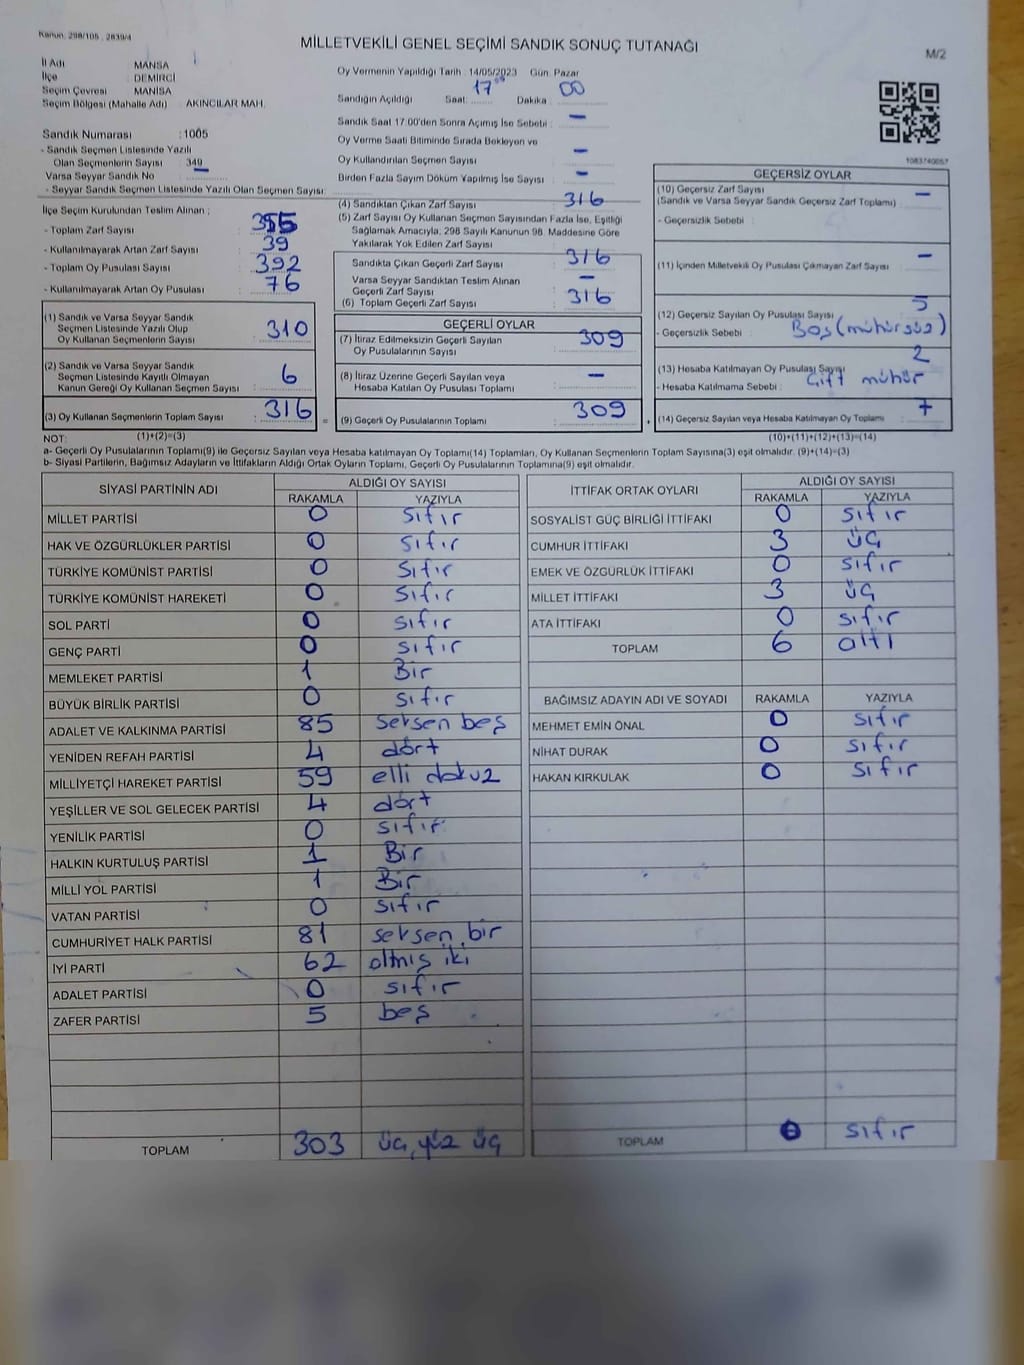 Kanun: 298/105 , 2839/4
MİLLETVEKİLİ GENEL SEÇİMİ SANDIK SONUÇ TUTANAĞI
M/2
İl Adı MANSA
İlçe DEMİRCİ
Seçim Çevresi MANİSA
Seçim Bölgesi (Mahalle Adı) AKINCILAR MAH.
Oy Vermenin Yapıldığı Tarih : 14/05/2023 Gün: Pazar
Sandığın Açıldığı Saat: 17 Dakika: 00
Sandık Saat 17.00'den Sonra Açımış İse Sebebi : —
Sandık Numarası :1005
- Sandık Seçmen Listesinde Yazılı
Olan Seçmenlerin Sayısı 349
Varsa Seyyar Sandık No —
- Seyyar Sandık Seçmen Listesinde Yazılı Olan Seçmen Sayısı:
Oy Verme Saati Bitiminde Sırada Bekleyen ve
Oy Kullandırılan Seçmen Sayısı : —
Birden Fazla Sayım Döküm Yapılmış İse Sayısı : —
1083740057
İlçe Seçim Kurulundan Teslim Alınan ;
- Toplam Zarf Sayısı : 355
- Kullanılmayarak Artan Zarf Sayısı : 39
- Toplam Oy Pusulası Sayısı : 392
- Kullanılmayarak Artan Oy Pusulası : 76
(4) Sandıktan Çıkan Zarf Sayısı : 316
(5) Zarf Sayısı Oy Kullanan Seçmen Sayısından Fazla İse, Eşitliği
Sağlamak Amacıyla, 298 Sayılı Kanunun 98. Maddesine Göre
Yakılarak Yok Edilen Zarf Sayısı :
Sandıkta Çıkan Geçerli Zarf Sayısı : 316
Varsa Seyyar Sandıktan Teslim Alınan
Geçerli Zarf Sayısı : —
(6) Toplam Geçerli Zarf Sayısı : 316
GEÇERSİZ OYLAR
(10) Geçersiz Zarf Sayısı
(Sandık ve Varsa Seyyar Sandık Geçersiz Zarf Toplamı) : —
- Geçersizlik Sebebi :
(11) İçinden Milletvekili Oy Pusulası Çıkmayan Zarf Sayısı : —
(12) Geçersiz Sayılan Oy Pusulası Sayısı : 5
- Geçersizlik Sebebi : Boş (mühürsüz)
(13) Hesaba Katılmayan Oy Pusulası Sayısı : 2
- Hesaba Katılmama Sebebi : Çift mühür
(14) Geçersiz Sayılan veya Hesaba Katılmayan Oy Toplamı : 7
(1) Sandık ve Varsa Seyyar Sandık
Seçmen Listesinde Yazılı Olup
Oy Kullanan Seçmenlerin Sayısı : 310
(2) Sandık ve Varsa Seyyar Sandık
Seçmen Listesinde Kayıtlı Olmayan
Kanun Gereği Oy Kullanan Seçmen Sayısı : 6
(3) Oy Kullanan Seçmenlerin Toplam Sayısı : 316
GEÇERLİ OYLAR
(7) İtiraz Edilmeksizin Geçerli Sayılan
Oy Pusulalarının Sayısı : 309
(8) İtiraz Üzerine Geçerli Sayılan veya
Hesaba Katılan Oy Pusulası Toplamı : —
= (9) Geçerli Oy Pusulalarının Toplamı : 309 +
NOT: (1)+(2)=(3) (10)+(11)+(12)+(13)=(14)
a- Geçerli Oy Pusulalarının Toplamı(9) ile Geçersiz Sayılan veya Hesaba katılmayan Oy Toplamı(14) Toplamları, Oy Kullanan Seçmenlerin Toplam Sayısına(3) eşit olmalıdır. (9)+(14)=(3)
b- Siyasi Partilerin, Bağımsız Adayların ve İttifakların Aldığı Ortak Oyların Toplamı, Geçerli Oy Pusulalarının Toplamına(9) eşit olmalıdır.
SİYASİ PARTİNİN ADI ALDIĞI OY SAYISI
RAKAMLA YAZIYLA
MİLLET PARTİSİ 0 sıfır
HAK VE ÖZGÜRLÜKLER PARTİSİ 0 sıfır
TÜRKİYE KOMÜNİST PARTİSİ 0 sıfır
TÜRKİYE KOMÜNİST HAREKETİ 0 sıfır
SOL PARTİ 0 sıfır
GENÇ PARTİ 0 sıfır
MEMLEKET PARTİSİ 1 Bir
BÜYÜK BİRLİK PARTİSİ 0 sıfır
ADALET VE KALKINMA PARTİSİ 85 seksen beş
YENİDEN REFAH PARTİSİ 4 dört
MİLLİYETÇİ HAREKET PARTİSİ 59 elli dokuz
YEŞİLLER VE SOL GELECEK PARTİSİ 4 dört
YENİLİK PARTİSİ 0 sıfır
HALKIN KURTULUŞ PARTİSİ 1 Bir
MİLLİ YOL PARTİSİ 1 Bir
VATAN PARTİSİ 0 sıfır
CUMHURİYET HALK PARTİSİ 81 seksen bir
İYİ PARTİ 62 altmış iki
ADALET PARTİSİ 0 sıfır
ZAFER PARTİSİ 5 beş
TOPLAM 303 üç yüz üç
İTTİFAK ORTAK OYLARI ALDIĞI OY SAYISI
RAKAMLA YAZIYLA
SOSYALİST GÜÇ BİRLİĞİ İTTİFAKI 0 sıfır
CUMHUR İTTİFAKI 3 üç
EMEK VE ÖZGÜRLÜK İTTİFAKI 0 sıfır
MİLLET İTTİFAKI 3 üç
ATA İTTİFAKI 0 sıfır
TOPLAM 6 altı
BAĞIMSIZ ADAYIN ADI VE SOYADI RAKAMLA YAZIYLA
MEHMET EMİN ÖNAL 0 sıfır
NİHAT DURAK 0 sıfır
HAKAN KIRKULAK 0 sıfır
TOPLAM 0 sıfır